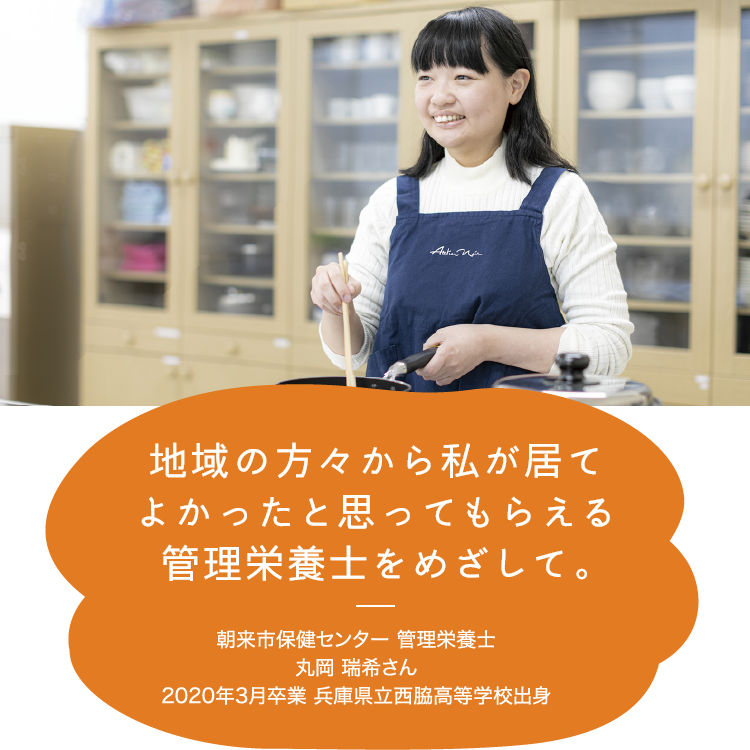 地域の方々から私が居て
よかったと思ってもらえる
管理栄養士をめざして。
朝来市保健センター 管理栄養士
丸岡 瑞希さん
2020年3月卒業 兵庫県立西脇高等学校出身